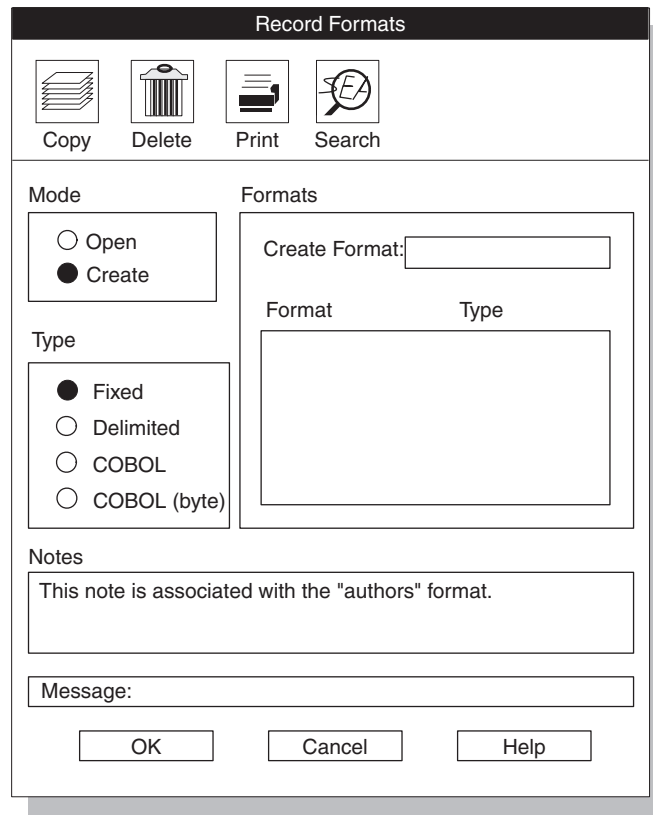 Record Formats
Copy Delete Print Search
Mode
Open
Create
Type
Fixed
Delimited
COBOL
COBOL (byte)
Formats
Create Format:
Format Type
Notes
This note is associated with the "authors" format.
Message:
OK Cancel Help